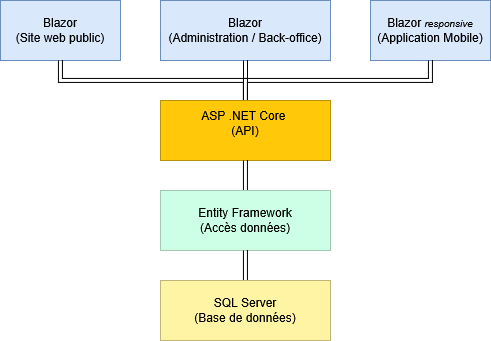 Blazor
(Site web public)
Blazor
(Administration / Back-office)
Blazor responsive
(Application Mobile)
ASP .NET Core
(API)
Entity Framework
(Accès données)
SQL Server
(Base de données)